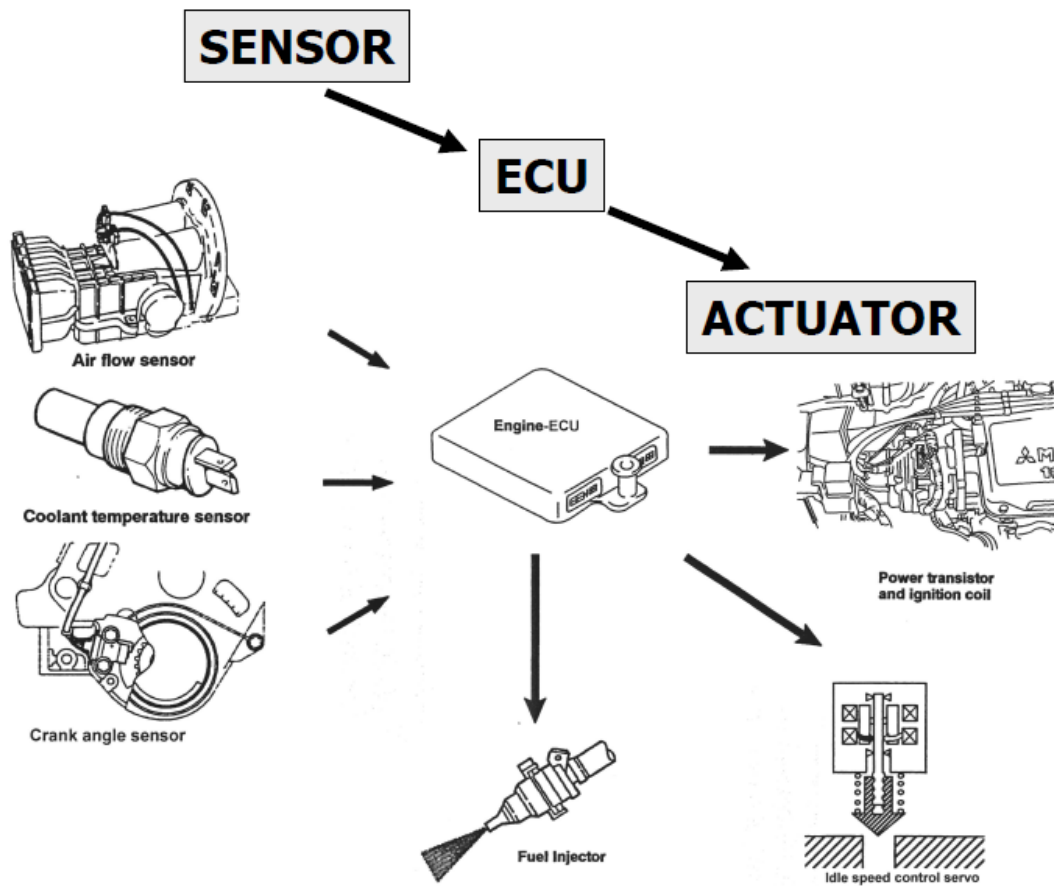 SENSOR
ECU
ACTUATOR
Air flow sensor
Engine-ECU
Coolant temperature sensor
Power transistor
and ignition coil
Crank angle sensor
Fuel Injector
Idle speed control servo